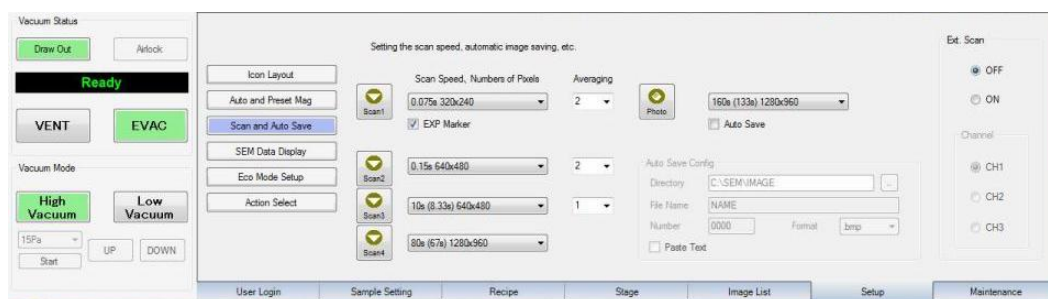 Vacuum Status
Draw Out Airlock
Ready
VENT EVAC
Vacuum Mode
High Vacuum Low Vacuum
15Pa UP DOWN
Start
Setting the scan speed, automatic image saving, etc.
Icon Layout
Auto and Preset Mag
Scan and Auto Save
SEM Data Display
Eco Mode Setup
Action Select
Scan Speed, Numbers of Pixels Averaging
Scan1 0.075s 320x240 2
EXP Marker
Scan2 0.15s 640x480 2
Scan3 10s (8.33s) 640x480 1
Scan4 80s (67s) 1280x960
Photo 160s (133s) 1280x960
Auto Save
Auto Save Config
Directory C:\SEM\IMAGE ...
File Name NAME
Number 0000 Format bmp
Paste Text
Ext. Scan
OFF
ON
Channel
CH1
CH2
CH3
User Login Sample Setting Recipe Stage Image List Setup Maintenance